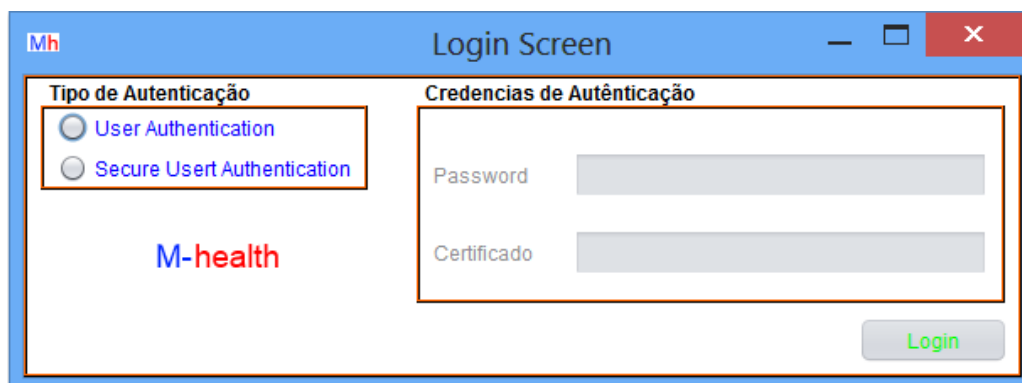 Mh
Login Screen
Tipo de Autenticação
User Authentication
Secure Usert Authentication
M-health
Credencias de Autênticação
Password
Certificado
Login